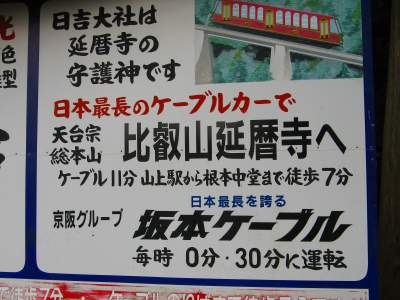 日吉大社は
延暦寺の
守護神です
日本最長のケーブルカーで
天台宗
総本山 比叡山延暦寺へ
ケーブル11分 山上駅から根本中堂まで徒歩7分
日本最長を誇る
京阪グループ 坂本ケーブル
毎時 0分・30分に運転
光
色
型